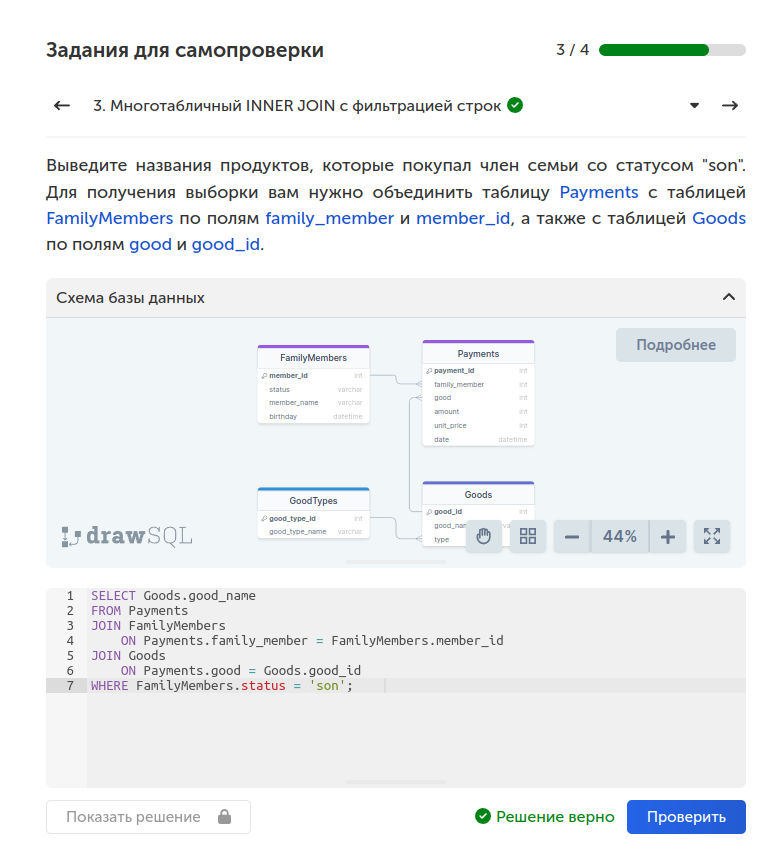 Задания для самопроверки
3 / 4
3. Многотабличный INNER JOIN с фильтрацией строк
Выведите названия продуктов, которые покупал член семьи со статусом "son".
Для получения выборки вам нужно объединить таблицу Payments с таблицей
FamilyMembers по полям family_member и member_id, а также с таблицей Goods
по полям good и good_id.
Схема базы данных
Подробнее
FamilyMembers
member_id int
status varchar
member_name varchar
birthday datetime
Payments
payment_id int
family_member int
good int
amount int
unit_price int
date datetime
GoodTypes
good_type_id int
good_type_name varchar
Goods
good_id int
good_nam
type
drawSQL
44%
1 SELECT Goods.good_name
2 FROM Payments
3 JOIN FamilyMembers
4 ON Payments.family_member = FamilyMembers.member_id
5 JOIN Goods
6 ON Payments.good = Goods.good_id
7 WHERE FamilyMembers.status = 'son';
Показать решение
Решение верно
Проверить